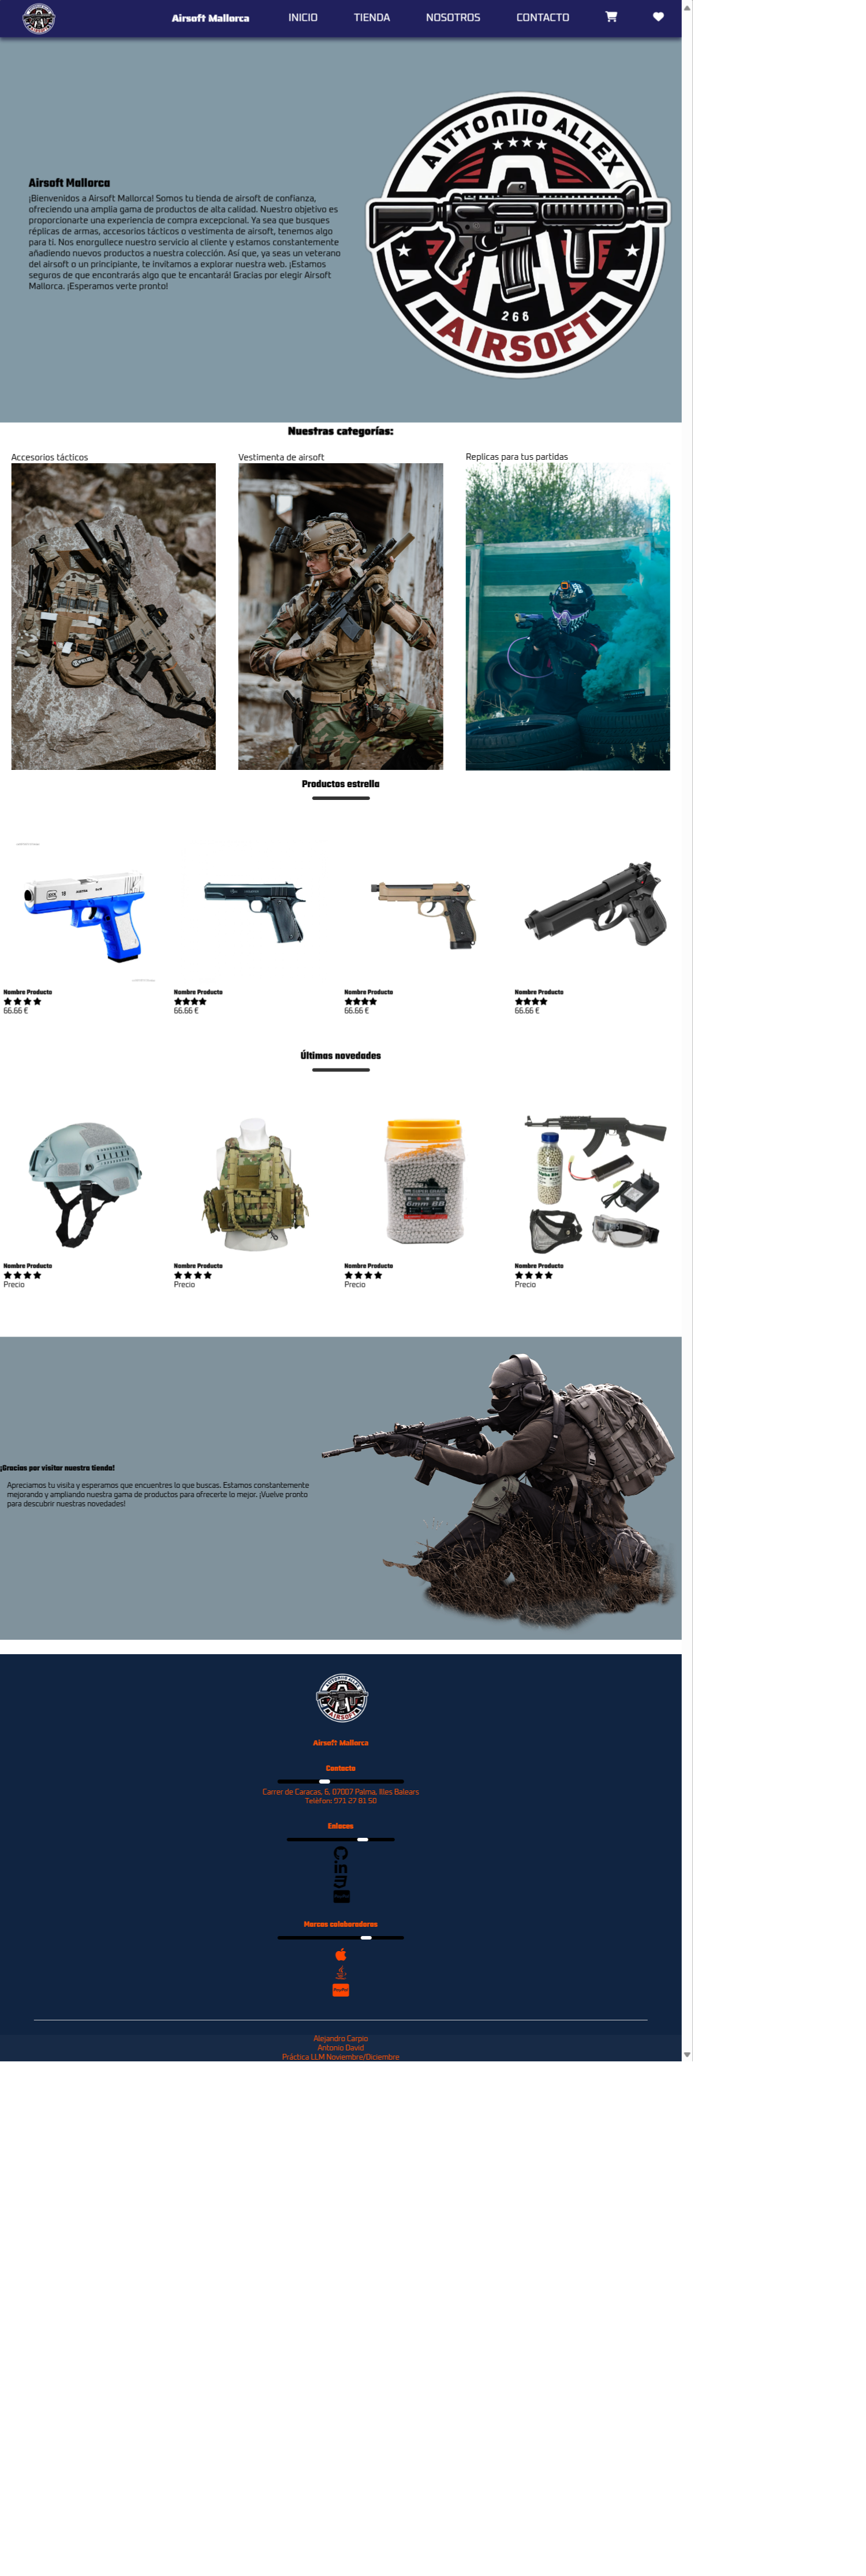 Airsoft Mallorca INICIO TIENDA NOSOTROS CONTACTO
AITTONIIO ALLEX
266
AIRSOFT
Airsoft Mallorca
¡Bienvenidos a Airsoft Mallorca! Somos tu tienda de airsoft de confianza,
ofreciendo una amplia gama de productos de alta calidad. Nuestro objetivo es
proporcionarte una experiencia de compra excepcional. Ya sea que busques
réplicas de armas, accesorios tácticos o vestimenta de airsoft, tenemos algo
para ti. Nos enorgullece nuestro servicio al cliente y estamos constantemente
añadiendo nuevos productos a nuestra colección. Así que, ya seas un veterano
del airsoft o un principiante, te invitamos a explorar nuestra web. ¡Estamos
seguros de que encontrarás algo que te encantará! Gracias por elegir Airsoft
Mallorca. ¡Esperamos verte pronto!
Nuestras categorías:
Accesorios tácticos
Vestimenta de airsoft
Replicas para tus partidas
Productos estrella
18
Nombre Producto
66.66 €
Nombre Producto
66.66 €
Nombre Producto
66.66 €
Nombre Producto
66.66 €
Últimas novedades
6mm BB
Nombre Producto
Precio
Nombre Producto
Precio
Nombre Producto
Precio
Nombre Producto
Precio
¡Gracias por visitar nuestra tienda!
Apreciamos tu visita y esperamos que encuentres lo que buscas. Estamos constantemente
mejorando y ampliando nuestra gama de productos para ofrecerte lo mejor. ¡Vuelve pronto
para descubrir nuestras novedades!
AIRSOFT
Airsoft Mallorca
Contacto
Carrer de Caracas, 6, 07007 Palma, Illes Balears
Telèfon: 971 27 81 50
Enlaces
Marcas colaboradoras
PayPal
Alejandro Carpio
Antonio David
Práctica LLM Noviembre/Diciembre